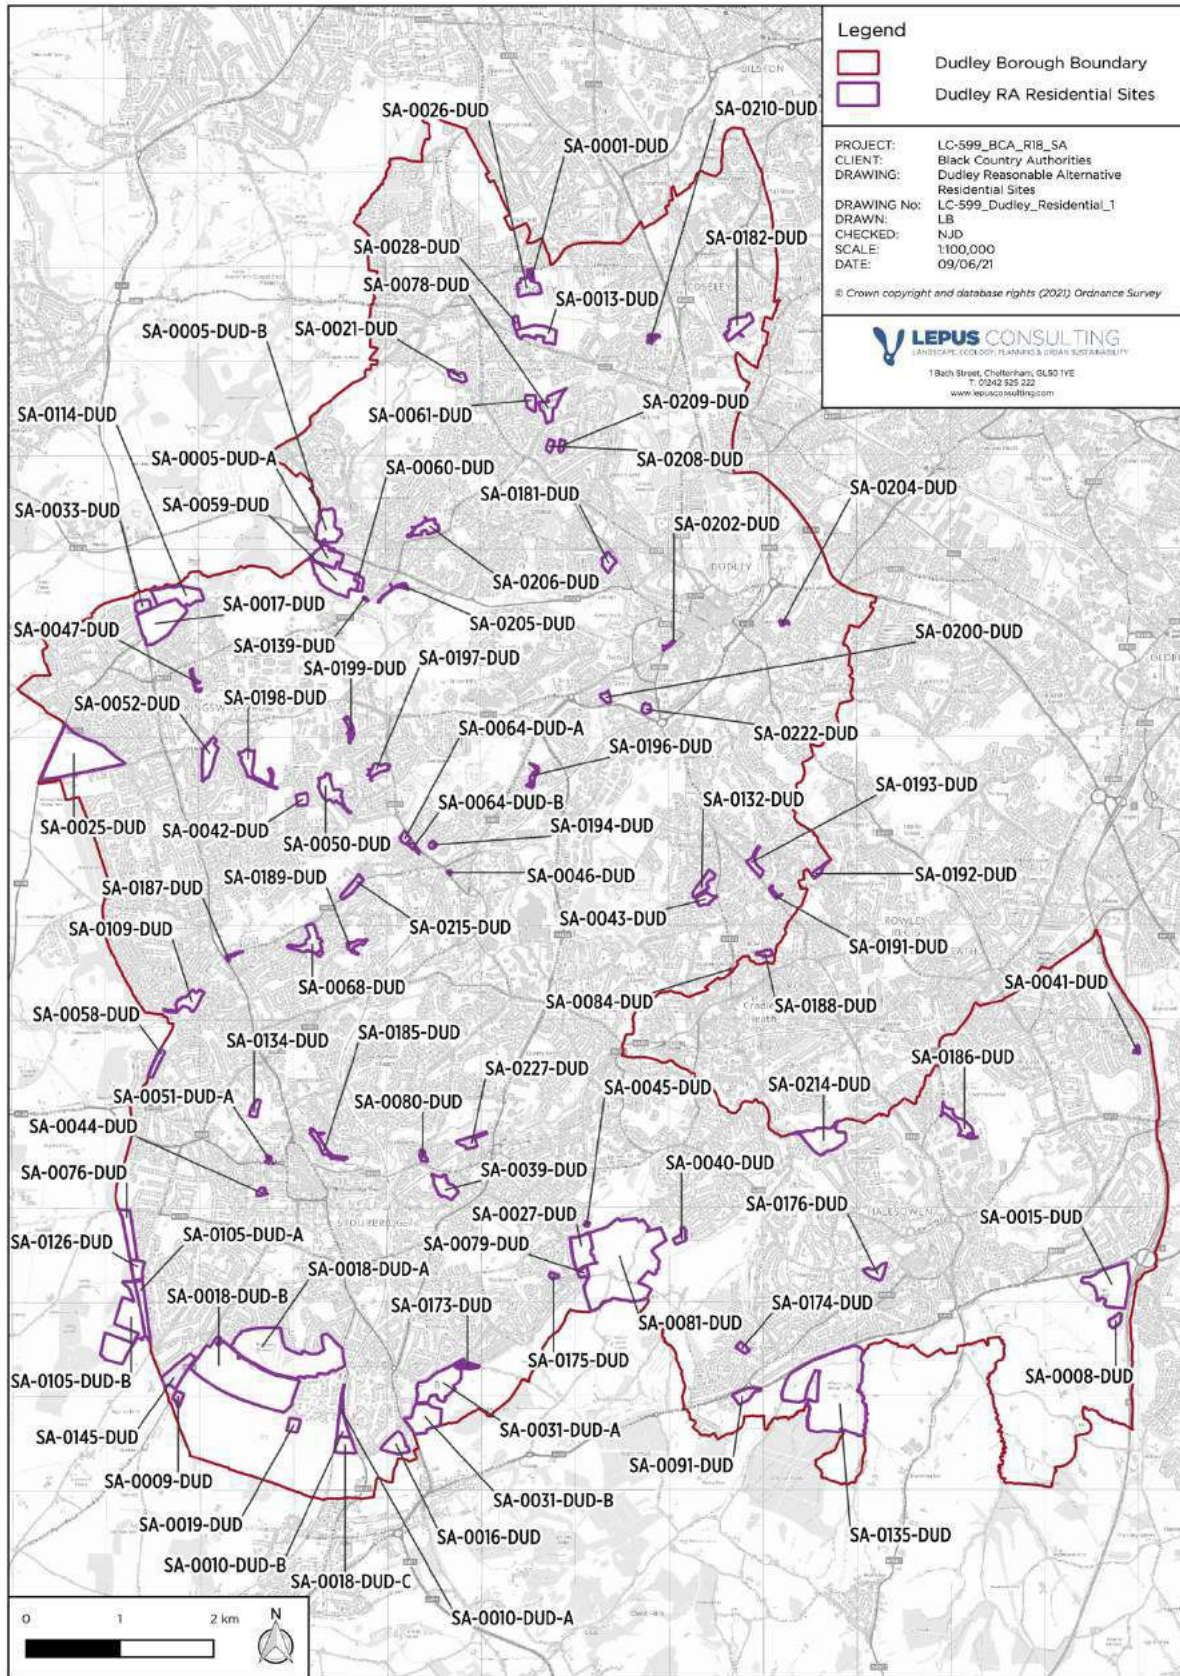 Legend
Dudley Borough Boundary
Dudley RA Residential Sites
PROJECT: LC-599_BCA_R18_SA
CLIENT: Black Country Authorities
DRAWING: Dudley Reasonable Alternative
Residential Sites
DRAWING No: LC-599_Dudley_Residential_1
DRAWN: LB
CHECKED: NJD
SCALE: 1:100,000
DATE: 09/06/21
© Crown copyright and database rights (2021) Ordnance Survey
LEPUS CONSULTING
LANDSCAPE, ECOLOGY, PLANNING & URBAN SUSTAINABILITY
1 Bath Street, Cheltenham, GL50 1YE
T: 01242 525 222
www.lepusconsulting.com
BILSTON
SA-0026-DUD
SA-0210-DUD
SA-0001-DUD
SA-0028-DUD
SA-0182-DUD
SA-0078-DUD
COSELEY
SA-0013-DUD
SA-0021-DUD
SA-0005-DUD-B
SA-0209-DUD
SA-0061-DUD
SA-0114-DUD
SA-0208-DUD
SA-0005-DUD-A
SA-0060-DUD
SA-0204-DUD
SA-0181-DUD
SA-0059-DUD
SA-0033-DUD
SA-0202-DUD
DUDLEY
SA-0206-DUD
SA-0017-DUD
SA-0047-DUD
SA-0205-DUD
SA-0200-DUD
SA-0139-DUD
SA-0197-DUD
SA-0199-DUD
SA-0198-DUD
SA-0052-DUD
SA-0064-DUD-A
SA-0222-DUD
SA-0196-DUD
SA-0193-DUD
SA-0132-DUD
SA-0064-DUD-B
SA-0025-DUD
SA-0042-DUD
SA-0194-DUD
SA-0050-DUD
SA-0192-DUD
SA-0189-DUD
SA-0046-DUD
SA-0187-DUD
ROWLEY
REGIS
SA-0043-DUD
SA-0215-DUD
SA-0109-DUD
SA-0191-DUD
SA-0068-DUD
SA-0041-DUD
SA-0084-DUD
SA-0188-DUD
Cradley
Heath
SA-0058-DUD
SA-0185-DUD
SA-0134-DUD
SA-0186-DUD
SA-0227-DUD
SA-0214-DUD
SA-0045-DUD
SA-0051-DUD-A
SA-0080-DUD
SA-0044-DUD
SA-0040-DUD
SA-0076-DUD
SA-0039-DUD
SA-0176-DUD
HALESOWEN
SA-0015-DUD
SA-0027-DUD
STOURBRIDGE
SA-0105-DUD-A
SA-0126-DUD
SA-0079-DUD
SA-0018-DUD-A
SA-0018-DUD-B
SA-0173-DUD
SA-0174-DUD
SA-0081-DUD
SA-0175-DUD
SA-0008-DUD
SA-0105-DUD-B
SA-0145-DUD
SA-0031-DUD-A
SA-0091-DUD
SA-0009-DUD
SA-0031-DUD-B
SA-0019-DUD
SA-0016-DUD
SA-0135-DUD
SA-0010-DUD-B
SA-0018-DUD-C
SA-0010-DUD-A
0 1 2 km
N